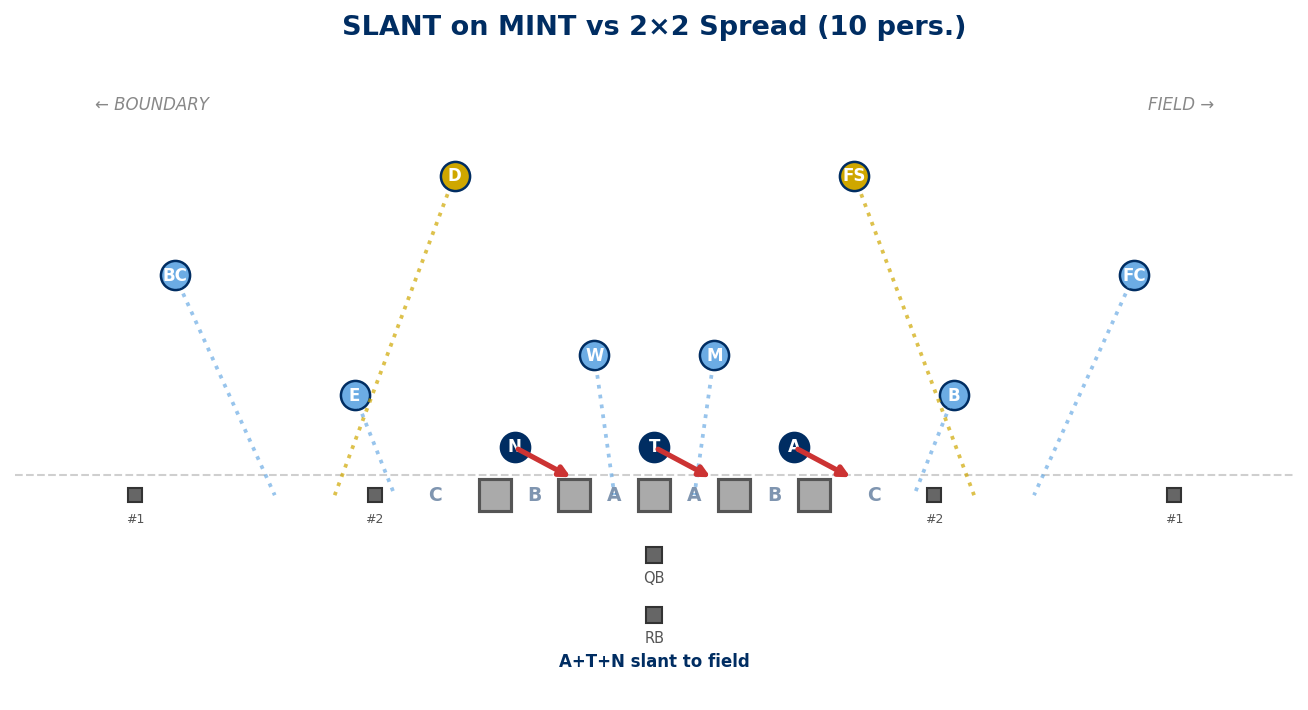 SLANT on MINT vs 2×2 Spread (10 pers.)
← BOUNDARY
FIELD →
D
FS
BC
FC
W
M
E
B
N
T
A
C
B
A
A
B
C
#1
#2
#2
#1
QB
RB
A+T+N slant to field